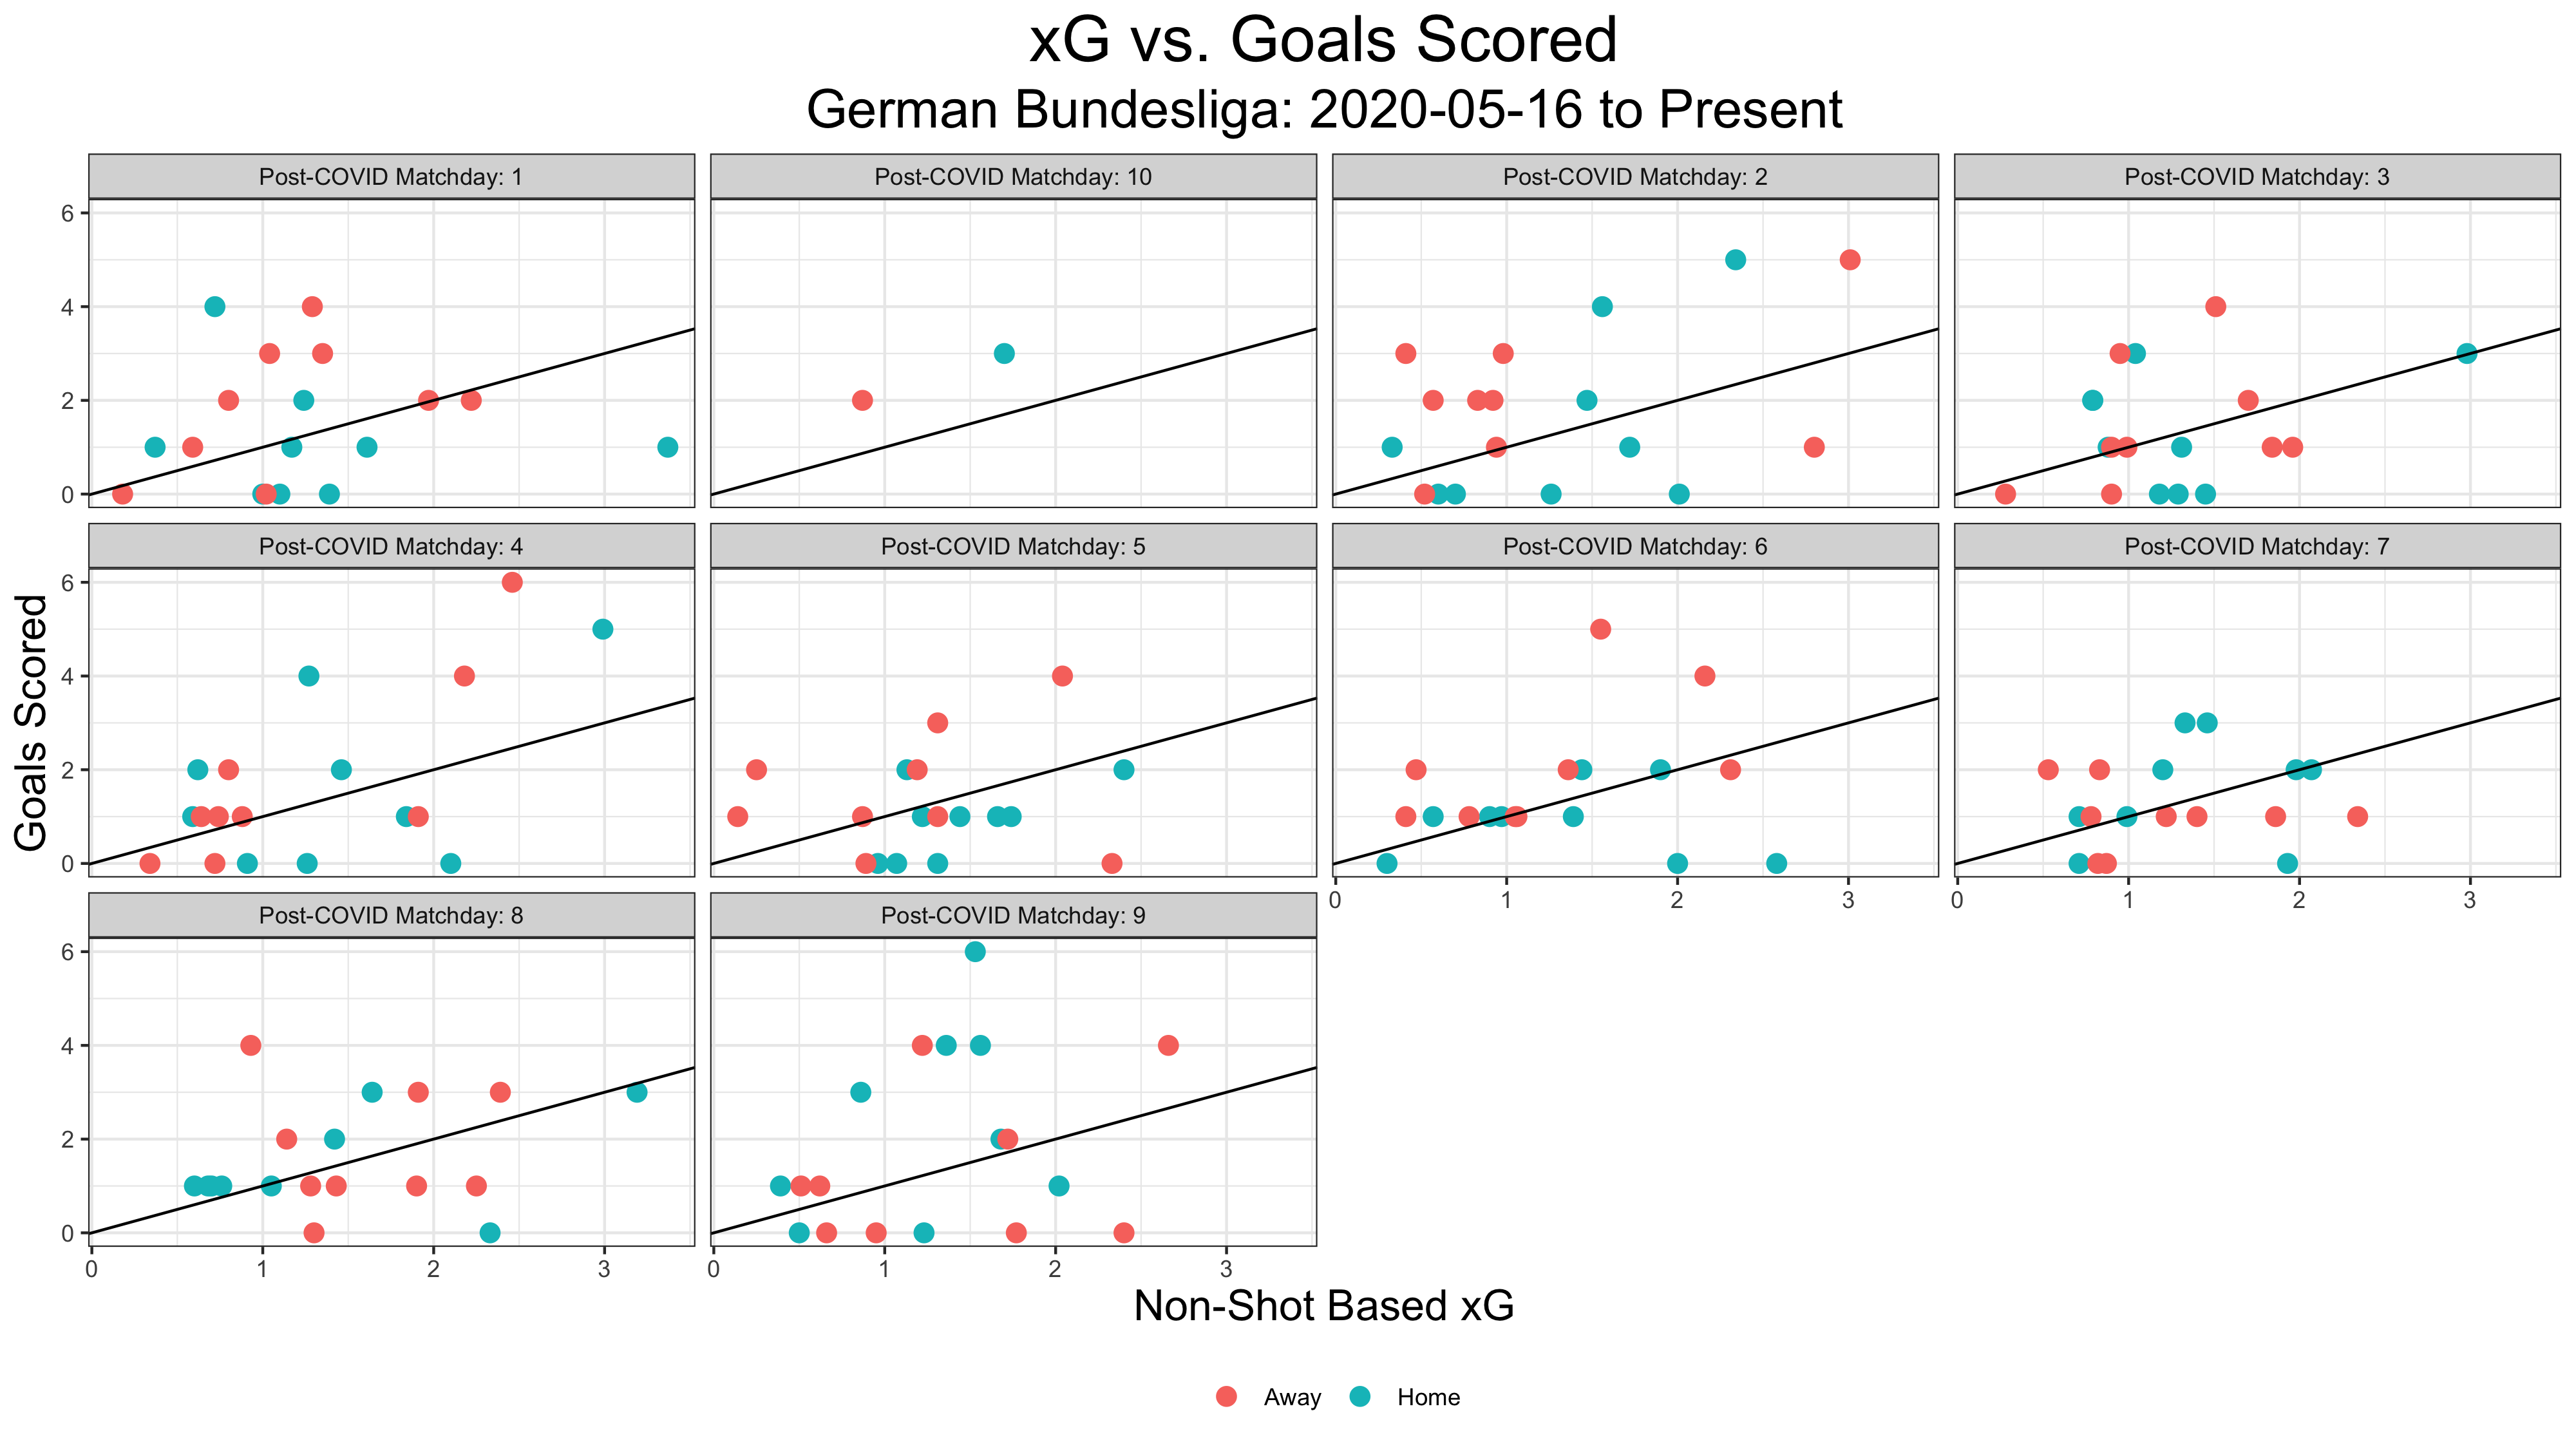 xG vs. Goals Scored
German Bundesliga: 2020-05-16 to Present
Post-COVID Matchday: 1
Post-COVID Matchday: 10
Post-COVID Matchday: 2
Post-COVID Matchday: 3
6
4
2
0
Post-COVID Matchday: 4
Post-COVID Matchday: 5
Post-COVID Matchday: 6
Post-COVID Matchday: 7
Goals Scored
6
4
2
0
0 1 2 3
0 1 2 3
Post-COVID Matchday: 8
Post-COVID Matchday: 9
6
4
2
0
0 1 2 3
0 1 2 3
Non-Shot Based xG
Away Home